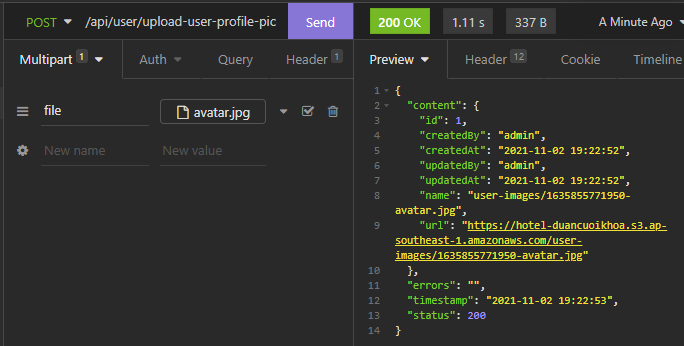 POST /api/user/upload-user-profile-pic Send 200 OK 1.11 s 337 B A Minute Ago
Multipart 1 Auth Query Header 1 Preview Header 12 Cookie Timeline
file avatar.jpg
New name New value
1 {
2 "content": {
3 "id": 1,
4 "createdBy": "admin",
5 "createdAt": "2021-11-02 19:22:52",
6 "updatedBy": "admin",
7 "updatedAt": "2021-11-02 19:22:52",
8 "name": "user-images/1635855771950-
avatar.jpg",
9 "url": "https://hotel-duancuoikhoa.s3.ap-
southeast-1.amazonaws.com/user-
images/1635855771950-avatar.jpg"
10 },
11 "errors": "",
12 "timestamp": "2021-11-02 19:22:53",
13 "status": 200
14 }